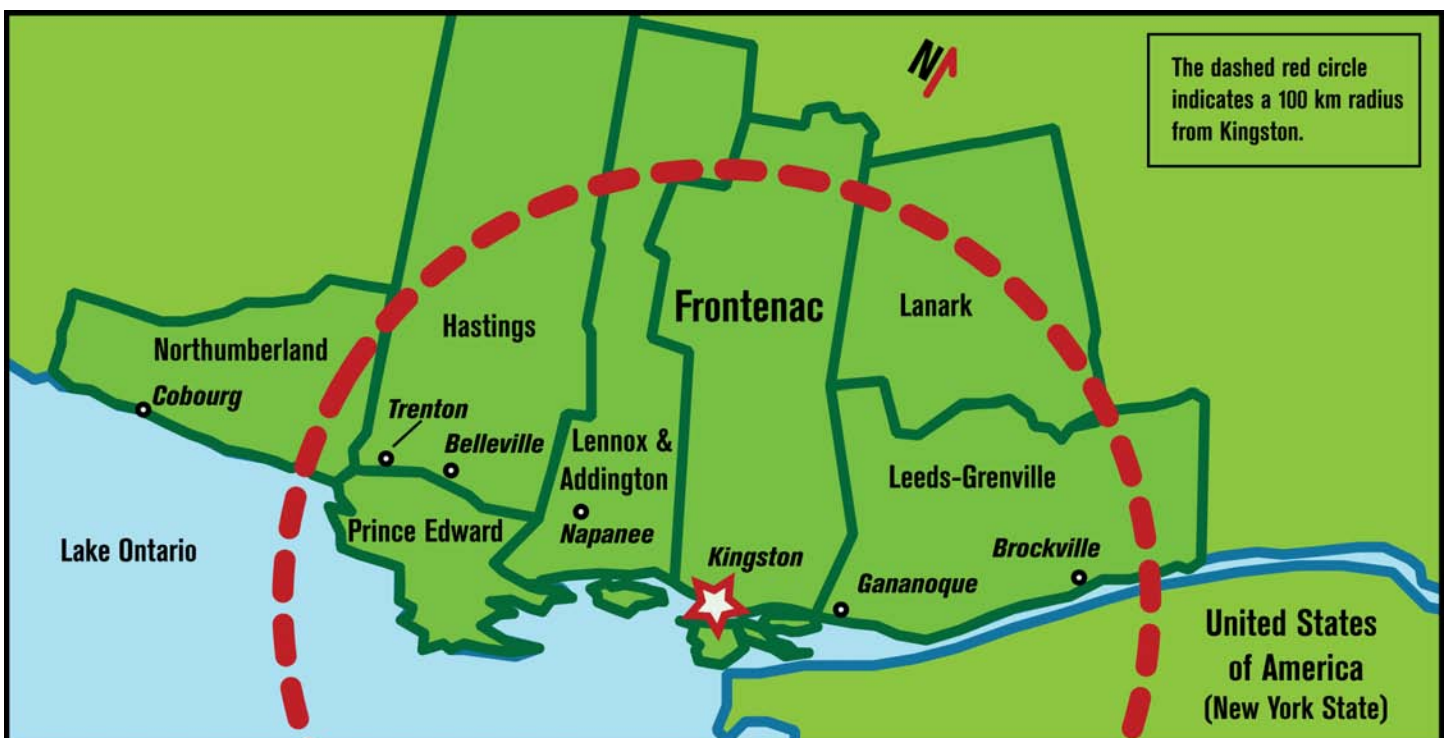 N
The dashed red circle
indicates a 100 km radius
from Kingston.
Frontenac
Lanark
Hastings
Northumberland
Cobourg
Trenton
Belleville
Lennox &
Addington
Napanee
Leeds-Grenville
Prince Edward
Lake Ontario
Kingston
Brockville
Gananoque
United States
of America
(New York State)